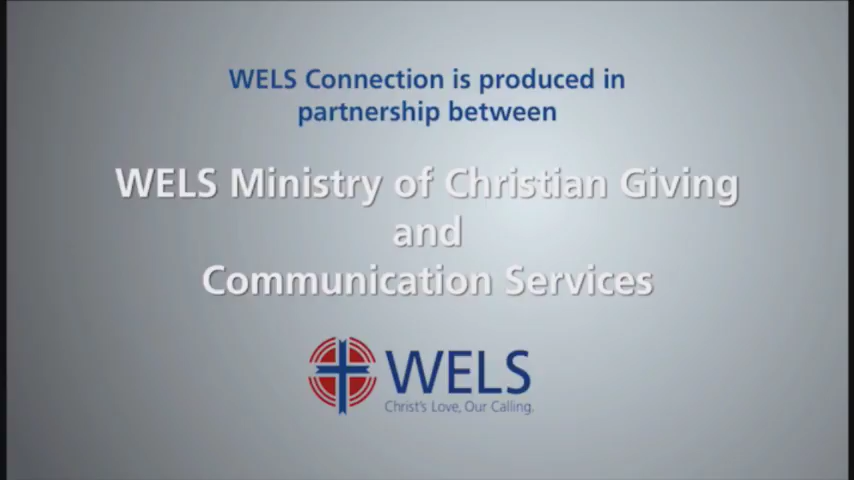 WELS Connection is produced in
partnership between
WELS Ministry of Christian Giving
and
Communication Services
WELS
Christ's Love, Our Calling.